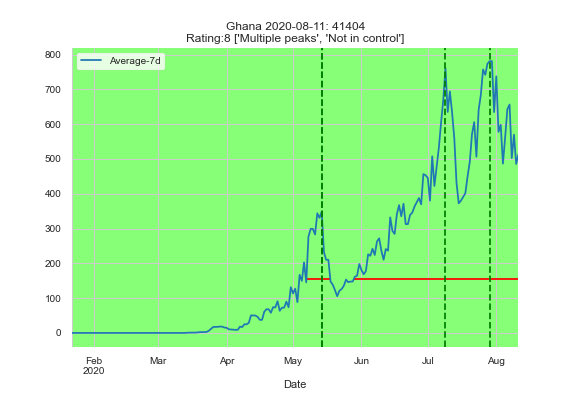 Ghana 2020-08-11: 41404
Rating:8 ['Multiple peaks', 'Not in control']
Average-7d
800
700
600
500
400
300
200
100
0
Feb Mar Apr May Jun Jul Aug
2020
Date